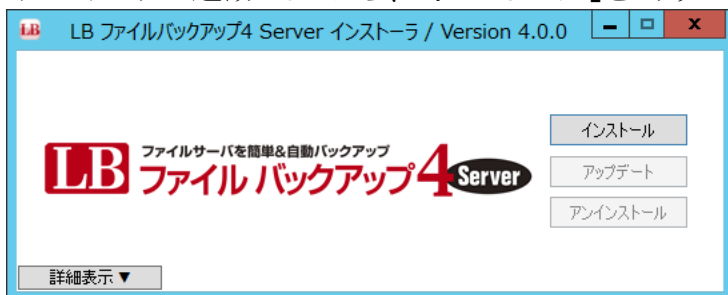 LB LB ファイルバックアップ4 Server インストーラ / Version 4.0.0
インストール
ファイルサーバを簡単&自動バックアップ
LB ファイル バックアップ4 Server
アップデート
アンインストール
詳細表示▼